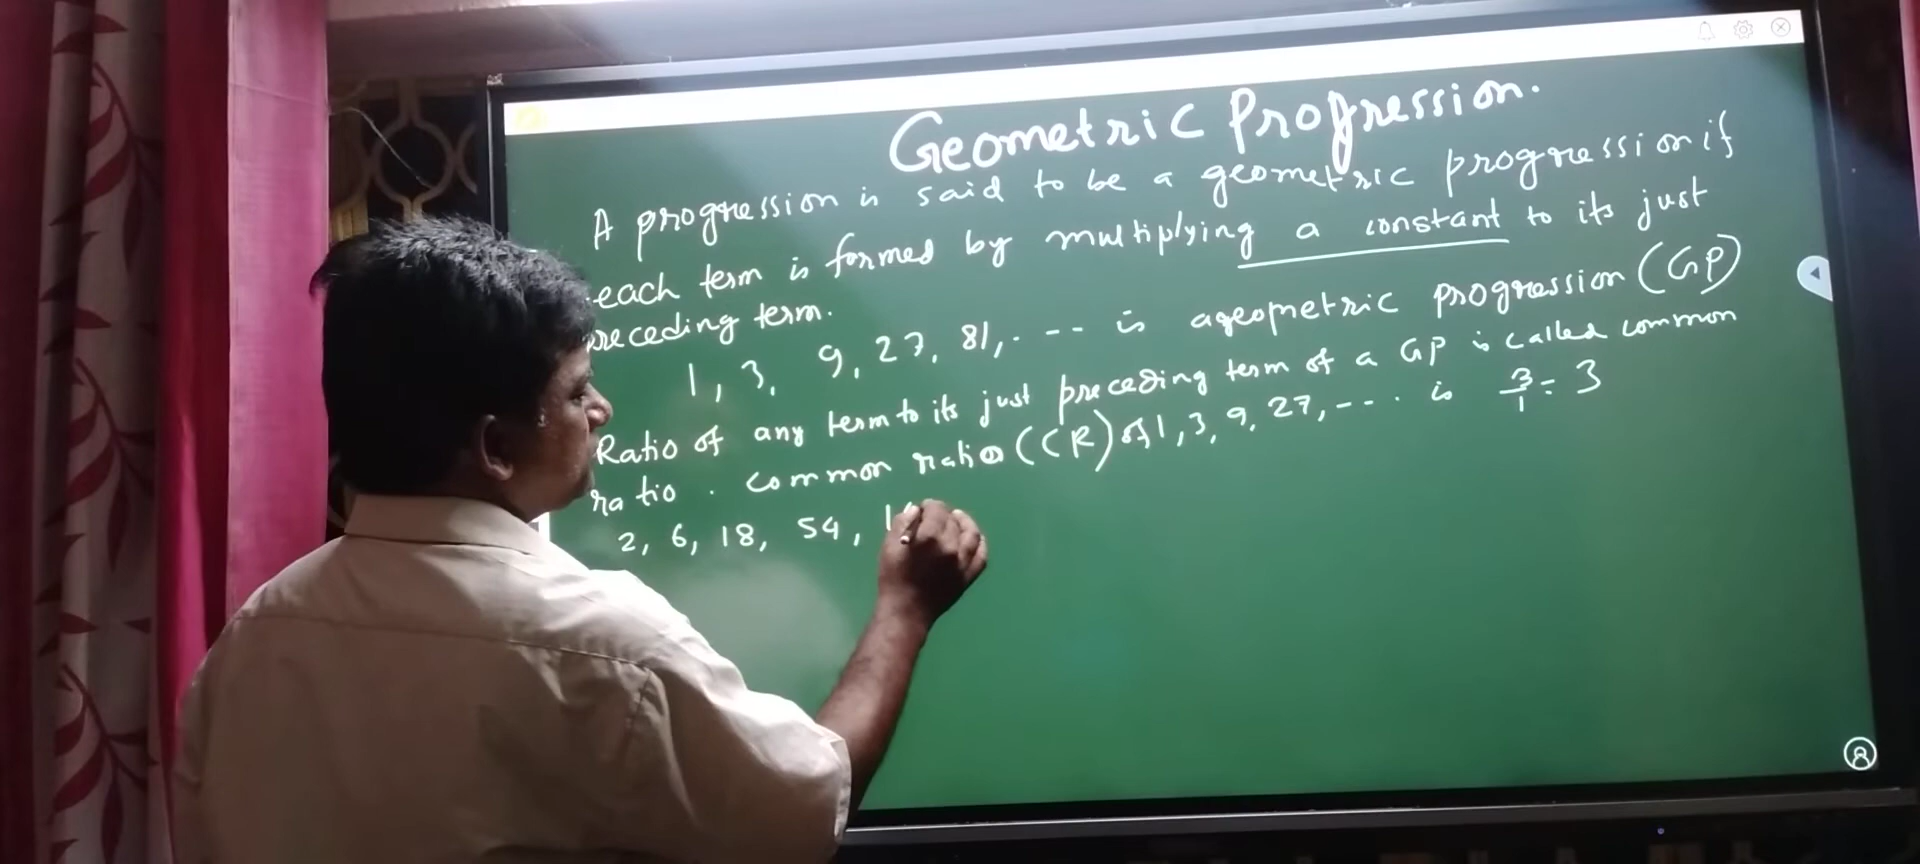 Geometric Progression.
A progression is said to be a geometric progression if
each term is formed by multiplying a constant to its just
preceding term.
1, 3, 9, 27, 81, . -- is a geometric progression (GP)
Ratio of any term to its just preceding term of a GP is called common
ratio . common ratio (CR) of 1, 3, 9, 27, --- . is 3/1 = 3
2, 6, 18, 54, 1